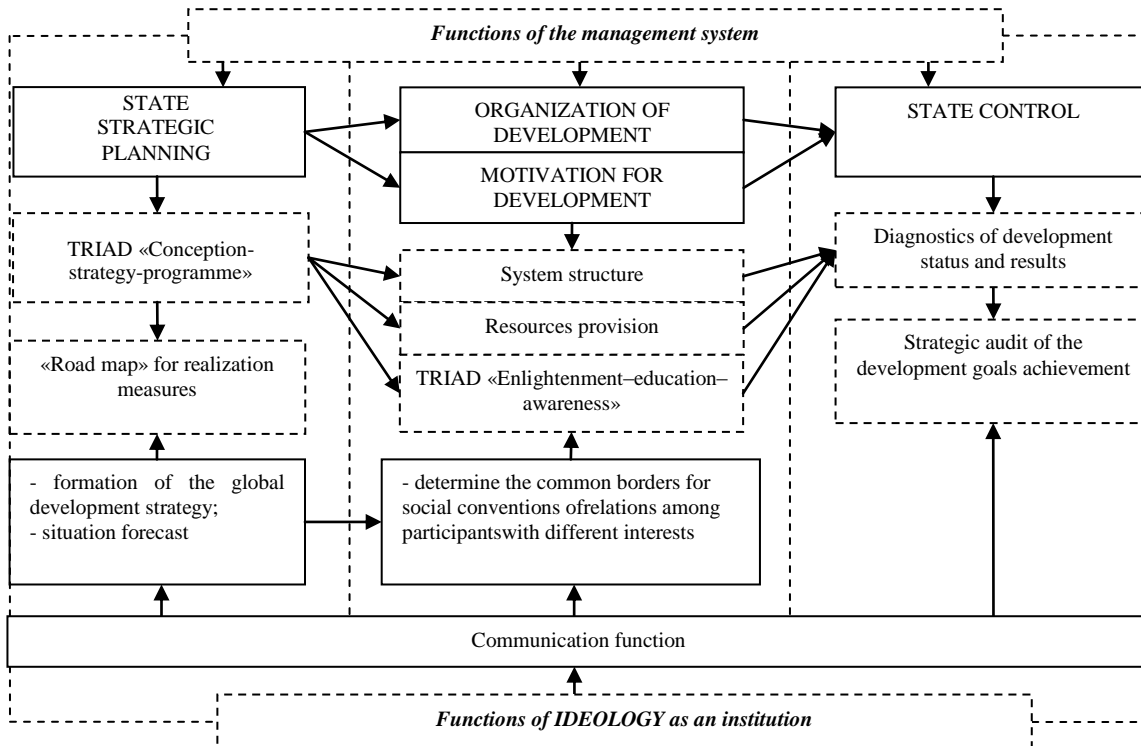 Functions of the management system
STATE
STRATEGIC
PLANNING
ORGANIZATION OF
DEVELOPMENT
MOTIVATION FOR
DEVELOPMENT
STATE CONTROL
TRIAD «Conception-
strategy-programme»
System structure
Resources provision
TRIAD «Enlightenment–education–
awareness»
Diagnostics of development
status and results
«Road map» for realization
measures
Strategic audit of the
development goals achievement
- formation of the global
development strategy;
- situation forecast
- determine the common borders for
social conventions ofrelations among
participantswith different interests
Communication function
Functions of IDEOLOGY as an institution